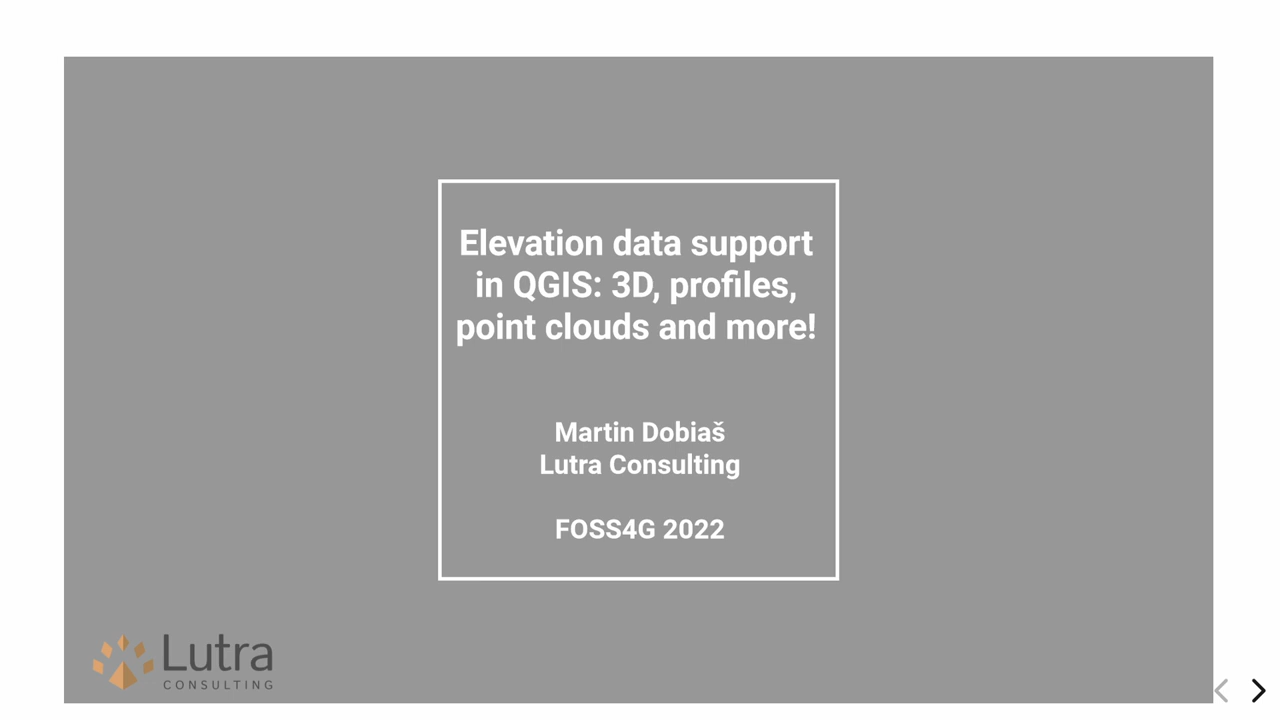 Elevation data support
in QGIS: 3D, profiles,
point clouds and more!
Martin Dobiaš
Lutra Consulting
FOSS4G 2022
Lutra
CONSULTING